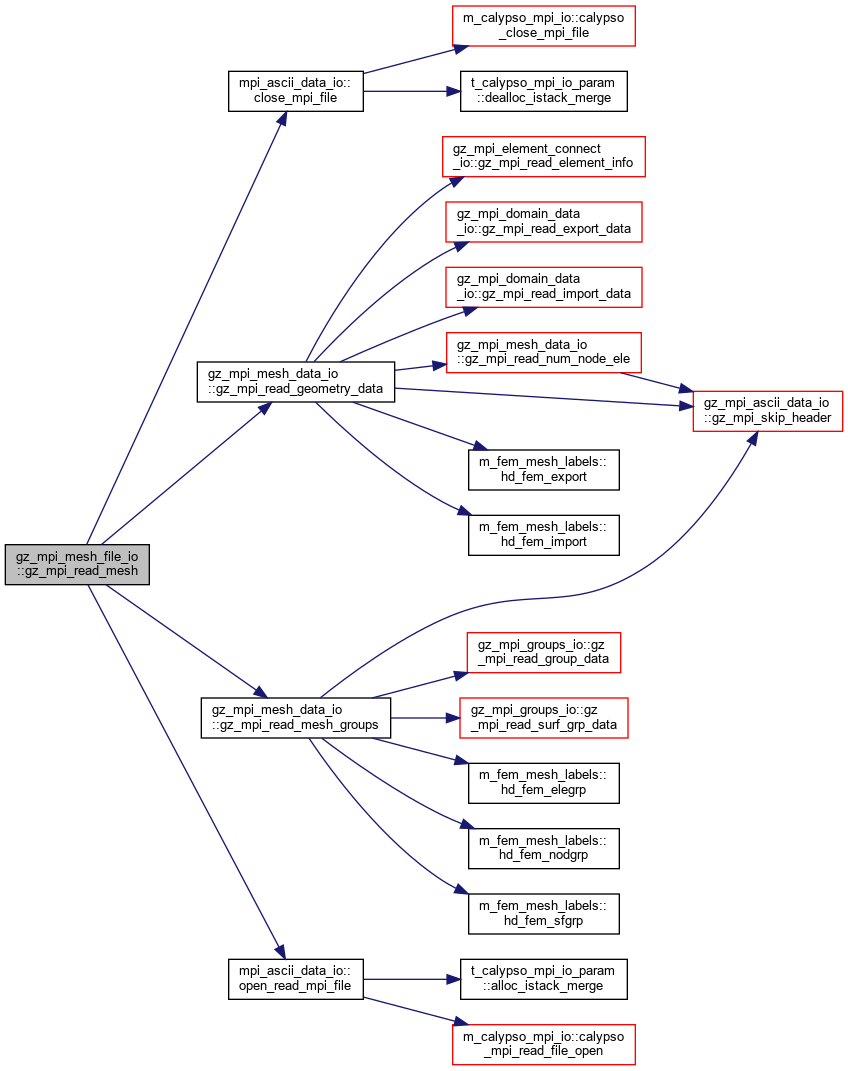 m_calypso_mpi_io::calypso
_close_mpi_file
mpi_ascii_data_io::
close_mpi_file
t_calypso_mpi_io_param
::dealloc_istack_merge
gz_mpi_element_connect
_io::gz_mpi_read_element_info
gz_mpi_domain_data
_io::gz_mpi_read_export_data
gz_mpi_domain_data
_io::gz_mpi_read_import_data
gz_mpi_mesh_data_io
::gz_mpi_read_num_node_ele
gz_mpi_mesh_data_io
::gz_mpi_read_geometry_data
gz_mpi_ascii_data_io
::gz_mpi_skip_header
m_fem_mesh_labels::
hd_fem_export
m_fem_mesh_labels::
hd_fem_import
gz_mpi_mesh_file_io
::gz_mpi_read_mesh
gz_mpi_groups_io::gz
_mpi_read_group_data
gz_mpi_mesh_data_io
::gz_mpi_read_mesh_groups
gz_mpi_groups_io::gz
_mpi_read_surf_grp_data
m_fem_mesh_labels::
hd_fem_elegrp
m_fem_mesh_labels::
hd_fem_nodgrp
m_fem_mesh_labels::
hd_fem_sfgrp
mpi_ascii_data_io::
open_read_mpi_file
t_calypso_mpi_io_param
::alloc_istack_merge
m_calypso_mpi_io::calypso
_mpi_read_file_open